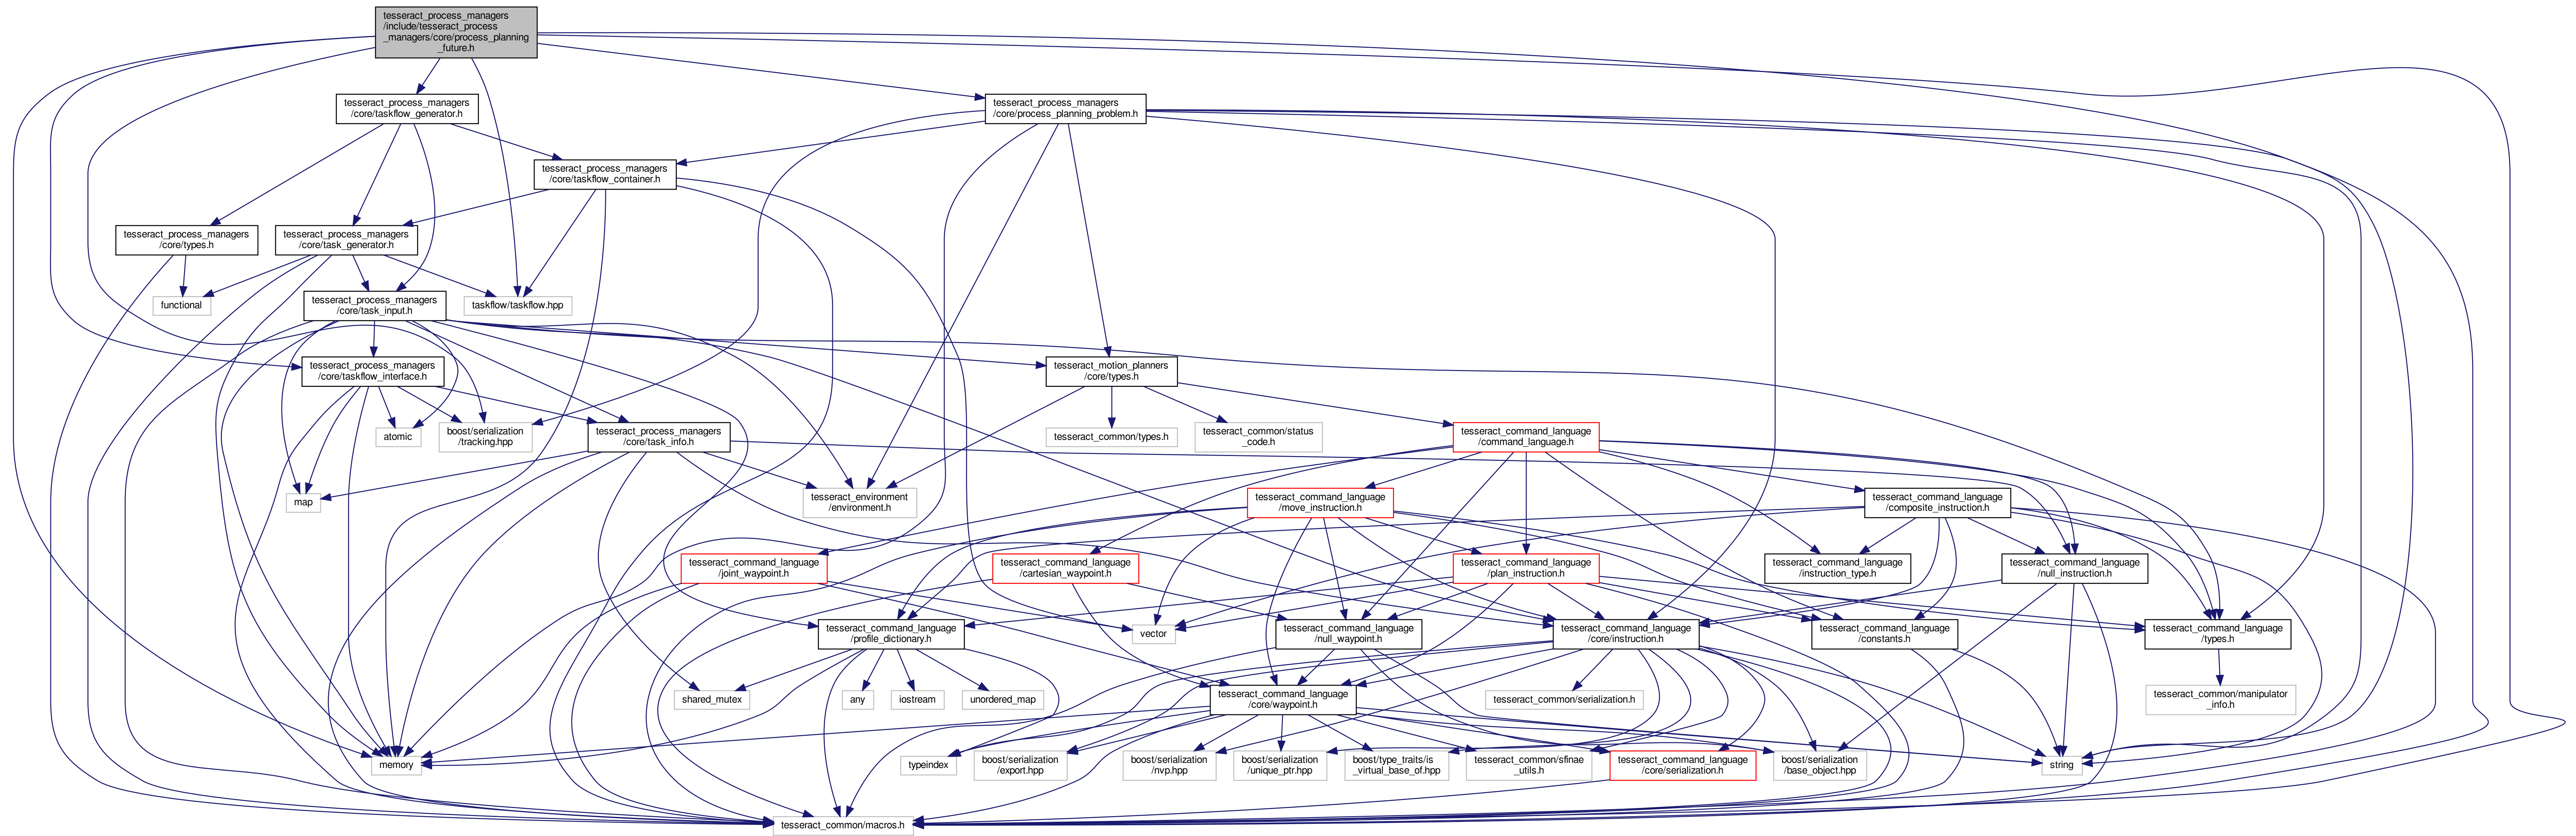 tesseract_process_managers
/include/tesseract_process
_managers/core/process_planning
_future.h
tesseract_process_managers
/core/taskflow_generator.h
tesseract_process_managers
/core/process_planning_problem.h
tesseract_process_managers
/core/taskflow_container.h
tesseract_process_managers
/core/types.h
tesseract_process_managers
/core/task_generator.h
functional
tesseract_process_managers
/core/task_input.h
taskflow/taskflow.hpp
tesseract_process_managers
/core/taskflow_interface.h
tesseract_motion_planners
/core/types.h
atomic
boost/serialization
/tracking.hpp
tesseract_process_managers
/core/task_info.h
tesseract_common/types.h
tesseract_common/status
_code.h
tesseract_command_language
/command_language.h
map
tesseract_environment
/environment.h
tesseract_command_language
/move_instruction.h
tesseract_command_language
/composite_instruction.h
tesseract_command_language
/joint_waypoint.h
tesseract_command_language
/cartesian_waypoint.h
tesseract_command_language
/plan_instruction.h
tesseract_command_language
/instruction_type.h
tesseract_command_language
/null_instruction.h
tesseract_command_language
/profile_dictionary.h
vector
tesseract_command_language
/null_waypoint.h
tesseract_command_language
/core/instruction.h
tesseract_command_language
/constants.h
tesseract_command_language
/types.h
shared_mutex
any
iostream
unordered_map
tesseract_command_language
/core/waypoint.h
tesseract_common/serialization.h
tesseract_common/manipulator
_info.h
memory
typeindex
boost/serialization
/export.hpp
boost/serialization
/nvp.hpp
boost/serialization
/unique_ptr.hpp
boost/type_traits/is
_virtual_base_of.hpp
tesseract_common/sfinae
_utils.h
tesseract_command_language
/core/serialization.h
boost/serialization
/base_object.hpp
string
tesseract_common/macros.h